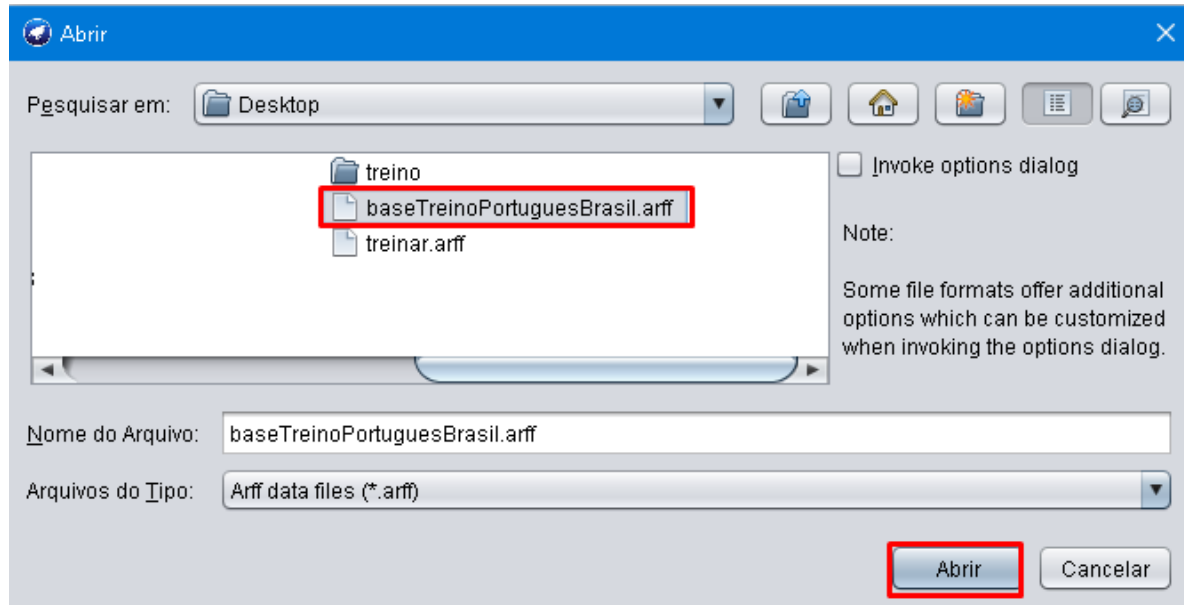 Abrir
Pesquisar em:
Desktop
treino
baseTreinoPortuguesBrasil.arff
treinar.arff
Invoke options dialog
Note:
Some file formats offer additional
options which can be customized
when invoking the options dialog.
Nome do Arquivo:
baseTreinoPortuguesBrasil.arff
Arquivos do Tipo:
Arff data files (*.arff)
Abrir
Cancelar